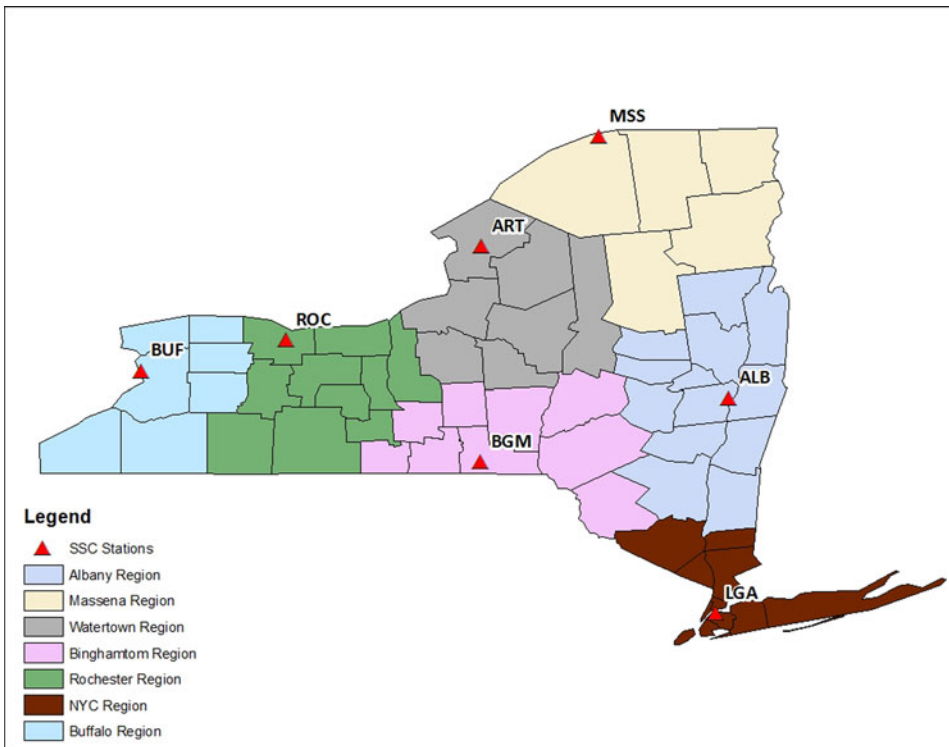 MSS
ART
ROC
BUF
ALB
BGM
LGA
Legend
SSC Stations
Albany Region
Massena Region
Watertown Region
Binghamtom Region
Rochester Region
NYC Region
Buffalo Region